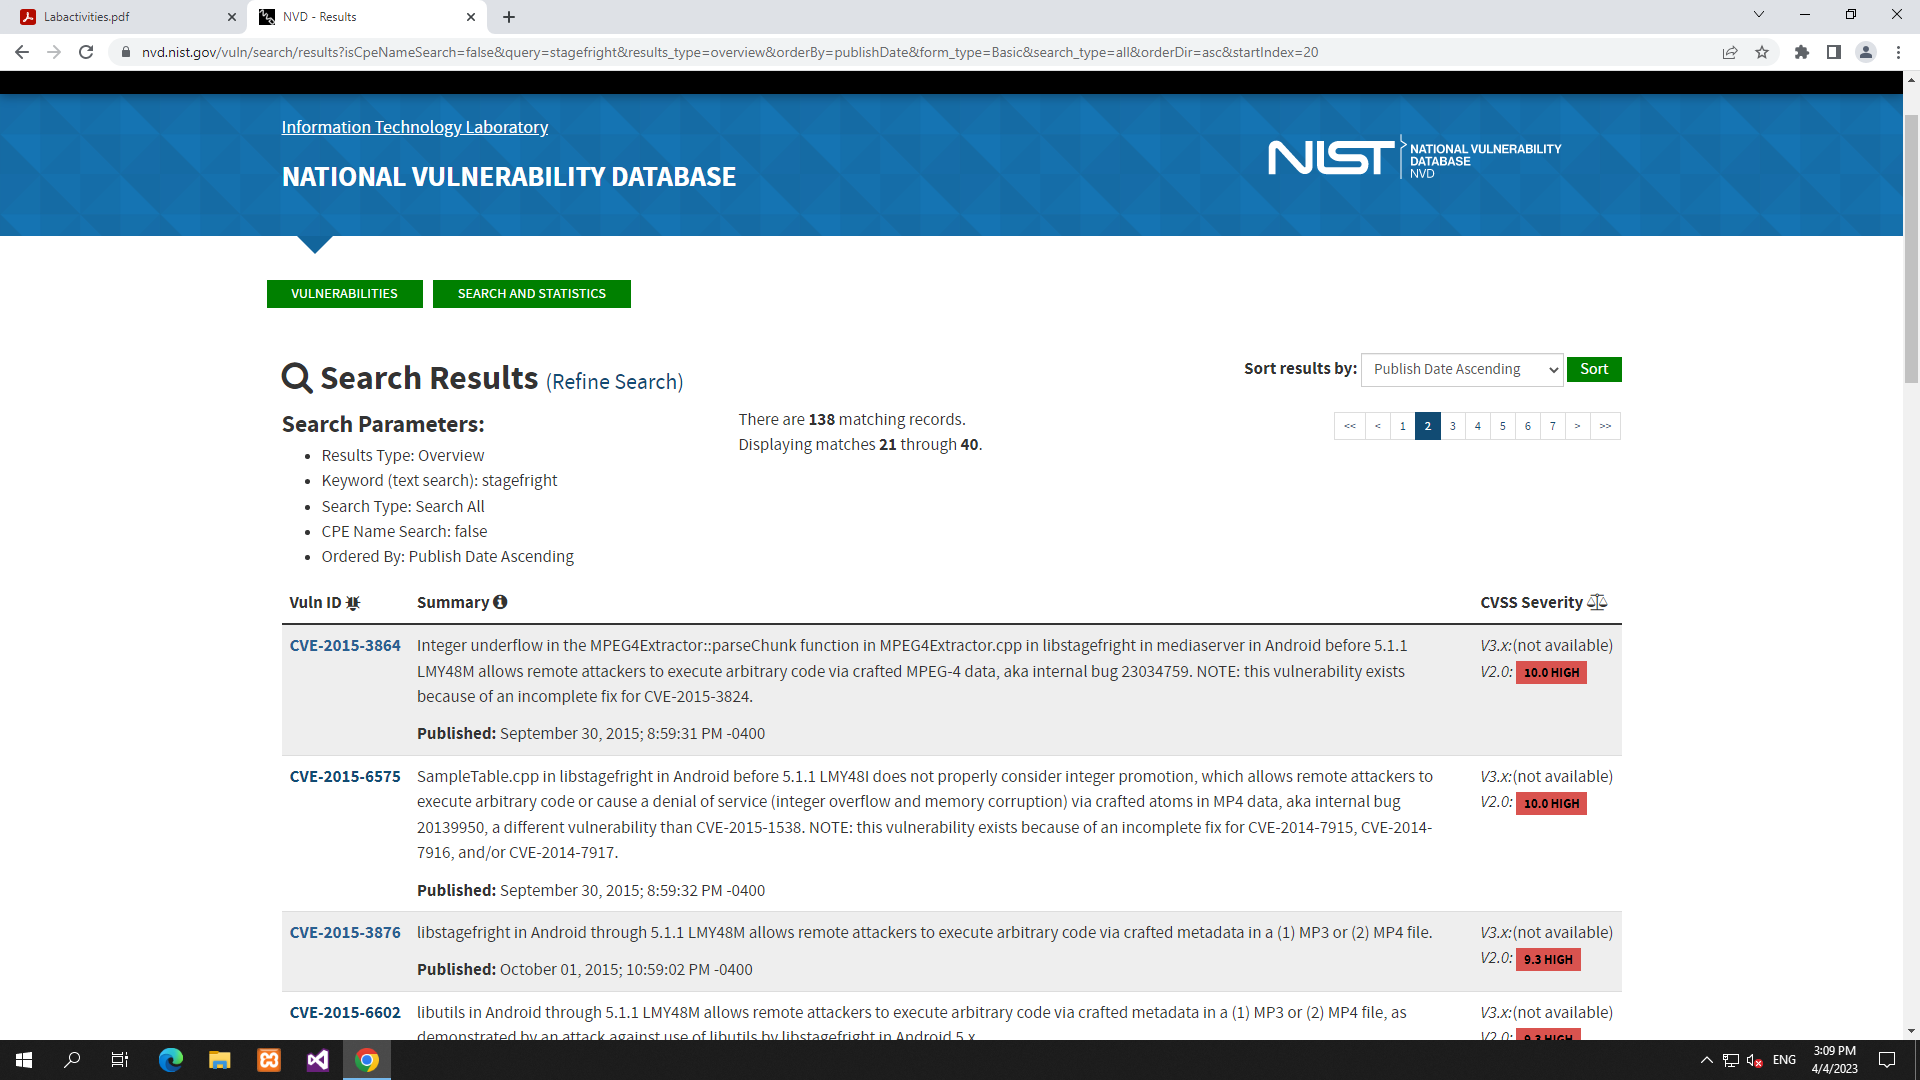 Labactivities.pdf
NVD - Results
nvd.nist.gov/vuln/search/results?isCpeNameSearch=false&query=stagefright&results_type=overview&orderBy=publishDate&form_type=Basic&search_type=all&orderDir=asc&startIndex=20
Information Technology Laboratory
NATIONAL VULNERABILITY DATABASE
NIST
NATIONAL VULNERABILITY
DATABASE
NVD
VULNERABILITIES
SEARCH AND STATISTICS
Search Results (Refine Search)
Sort results by: Publish Date Ascending Sort
Search Parameters:
There are 138 matching records.
Displaying matches 21 through 40.
<< < 1 2 3 4 5 6 7 > >>
• Results Type: Overview
• Keyword (text search): stagefright
• Search Type: Search All
• CPE Name Search: false
• Ordered By: Publish Date Ascending
Vuln ID Summary CVSS Severity
CVE-2015-3864
Integer underflow in the MPEG4Extractor::parseChunk function in MPEG4Extractor.cpp in libstagefright in mediaserver in Android before 5.1.1
LMY48M allows remote attackers to execute arbitrary code via crafted MPEG-4 data, aka internal bug 23034759. NOTE: this vulnerability exists
because of an incomplete fix for CVE-2015-3824.
Published: September 30, 2015; 8:59:31 PM -0400
V3.x:(not available)
V2.0: 10.0 HIGH
CVE-2015-6575
SampleTable.cpp in libstagefright in Android before 5.1.1 LMY48I does not properly consider integer promotion, which allows remote attackers to
execute arbitrary code or cause a denial of service (integer overflow and memory corruption) via crafted atoms in MP4 data, aka internal bug
20139950, a different vulnerability than CVE-2015-1538. NOTE: this vulnerability exists because of an incomplete fix for CVE-2014-7915, CVE-2014-
7916, and/or CVE-2014-7917.
Published: September 30, 2015; 8:59:32 PM -0400
V3.x:(not available)
V2.0: 10.0 HIGH
CVE-2015-3876
libstagefright in Android through 5.1.1 LMY48M allows remote attackers to execute arbitrary code via crafted metadata in a (1) MP3 or (2) MP4 file.
Published: October 01, 2015; 10:59:02 PM -0400
V3.x:(not available)
V2.0: 9.3 HIGH
CVE-2015-6602
libutils in Android through 5.1.1 LMY48M allows remote attackers to execute arbitrary code via crafted metadata in a (1) MP3 or (2) MP4 file, as
demonstrated by an attack against use of libutils by libstagefright in Android 5.x.
V3.x:(not available)
V2.0: 9.3 HIGH
ENG
3:09 PM
4/4/2023